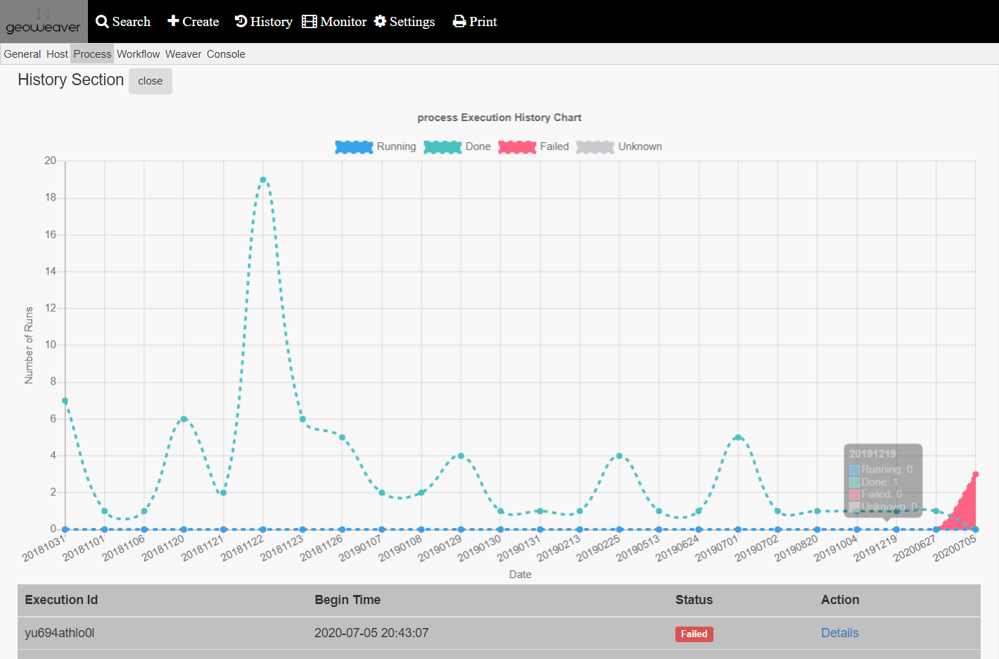 geoweaver Search Create History Monitor Settings Print
General Host Process Workflow Weaver Console
History Section close
process Execution History Chart
Running Done Failed Unknown
20
18
16
14
12
10
8
6
4
2
0
Number of Runs
20191219
Running: 0
Done: 1
Failed: 0
Unknown: 0
20181031 20181101 20181106 20181120 20181121 20181122 20181123 20181126 20190107 20190108 20190129 20190130 20190131 20190213 20190225 20190513 20190624 20190701 20190702 20190820 20191004 20191219 20200627 20200705
Date
Execution Id Begin Time Status Action
yu694athlo0l 2020-07-05 20:43:07 Failed Details